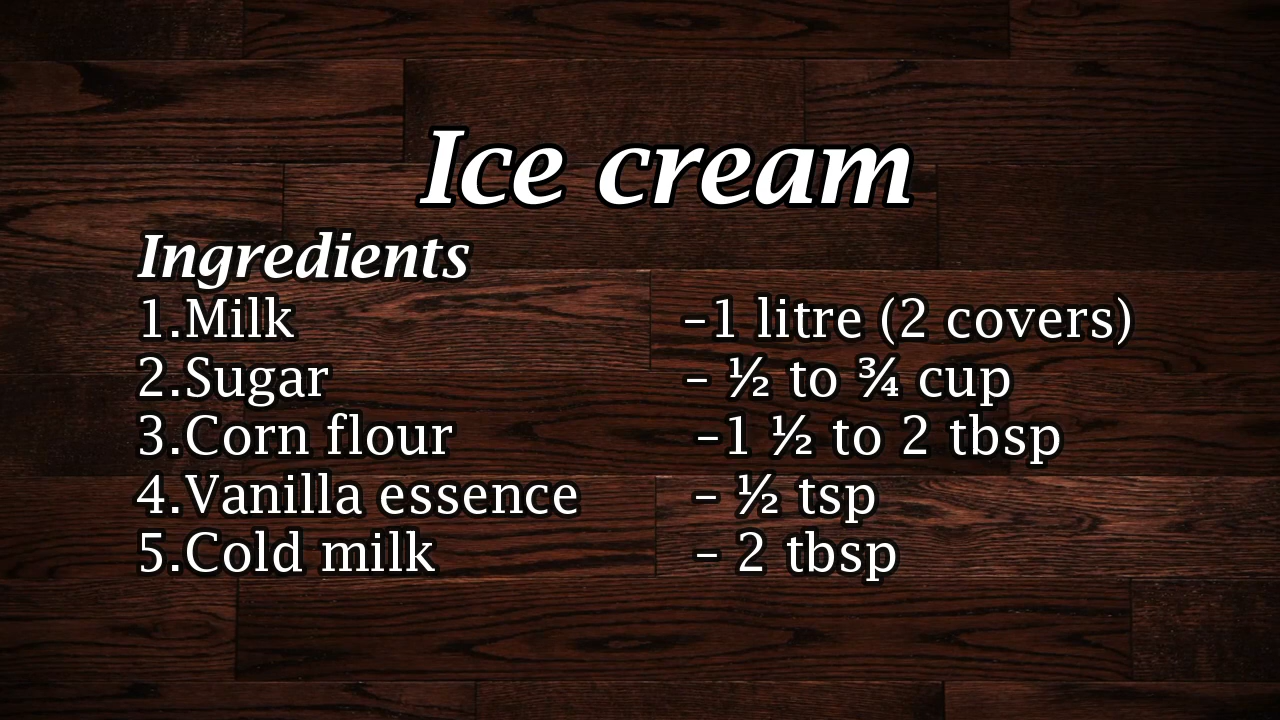 Ice cream
Ingredients
1.Milk –1 litre (2 covers)
2.Sugar – ½ to ¾ cup
3.Corn flour –1 ½ to 2 tbsp
4.Vanilla essence – ½ tsp
5.Cold milk – 2 tbsp